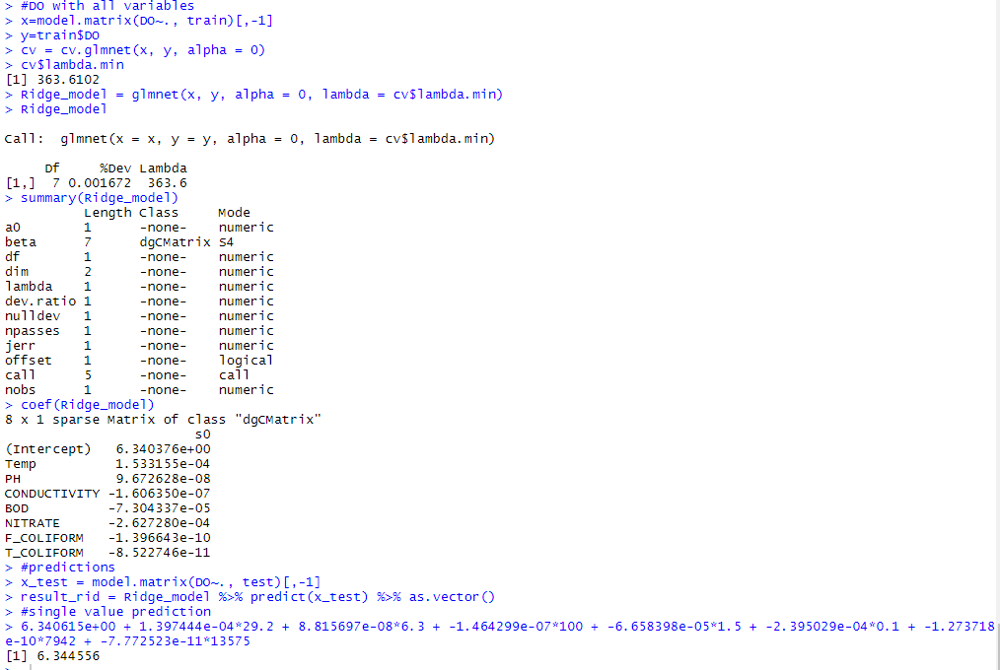 > #DO with all variables
> x=model.matrix(DO~., train)[,-1]
> y=train$DO
> cv = cv.glmnet(x, y, alpha = 0)
> cv$lambda.min
[1] 363.6102
> Ridge_model = glmnet(x, y, alpha = 0, lambda = cv$lambda.min)
> Ridge_model
Call:  glmnet(x = x, y = y, alpha = 0, lambda = cv$lambda.min)
     Df     %Dev Lambda
[1,]  7 0.001672  363.6
> summary(Ridge_model)
          Length Class     Mode
a0        1      -none-    numeric
beta      7      dgCMatrix S4
df        1      -none-    numeric
dim       2      -none-    numeric
lambda    1      -none-    numeric
dev.ratio 1      -none-    numeric
nulldev   1      -none-    numeric
npasses   1      -none-    numeric
jerr      1      -none-    numeric
offset    1      -none-    logical
call      5      -none-    call
nobs      1      -none-    numeric
> coef(Ridge_model)
8 x 1 sparse Matrix of class "dgCMatrix"
                        s0
(Intercept)   6.340376e+00
Temp          1.533155e-04
PH            9.672628e-08
CONDUCTIVITY -1.606350e-07
BOD          -7.304337e-05
NITRATE      -2.627280e-04
F_COLIFORM   -1.396643e-10
T_COLIFORM   -8.522746e-11
> #predictions
> x_test = model.matrix(DO~., test)[,-1]
> result_rid = Ridge_model %>% predict(x_test) %>% as.vector()
> #single value prediction
> 6.340615e+00 + 1.397444e-04*29.2 + 8.815697e-08*6.3 + -1.464299e-07*100 + -6.658398e-05*1.5 + -2.395029e-04*0.1 + -1.273718
e-10*7942 + -7.772523e-11*13575
[1] 6.344556
>